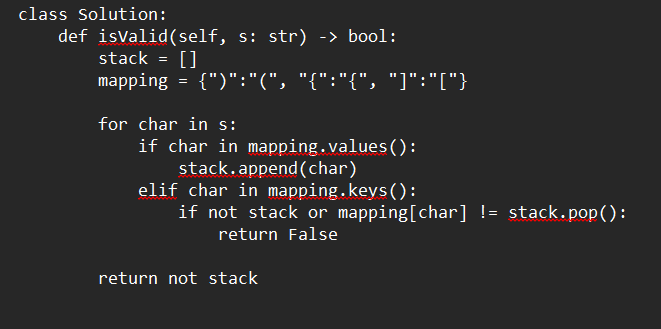 class Solution:
    def isValid(self, s: str) -> bool:
        stack = []
        mapping = {")":"(", "{":"{", "]":"["}
        for char in s:
            if char in mapping.values():
                stack.append(char)
            elif char in mapping.keys():
                if not stack or mapping[char] != stack.pop():
                    return False
        return not stack